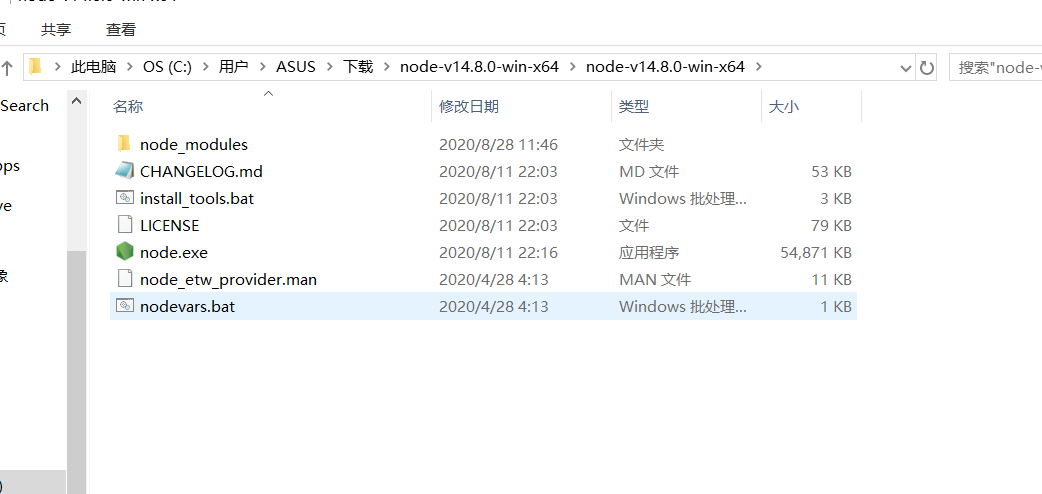 共享 查看
此电脑 > OS (C:) > 用户 > ASUS > 下载 > node-v14.8.0-win-x64 > node-v14.8.0-win-x64 >
搜索"node-v
Search
名称 修改日期 类型 大小
node_modules 2020/8/28 11:46 文件夹
CHANGELOG.md 2020/8/11 22:03 MD 文件 53 KB
install_tools.bat 2020/8/11 22:03 Windows 批处理... 3 KB
LICENSE 2020/8/11 22:03 文件 79 KB
node.exe 2020/8/11 22:16 应用程序 54,871 KB
node_etw_provider.man 2020/4/28 4:13 MAN 文件 11 KB
nodevars.bat 2020/4/28 4:13 Windows 批处理... 1 KB